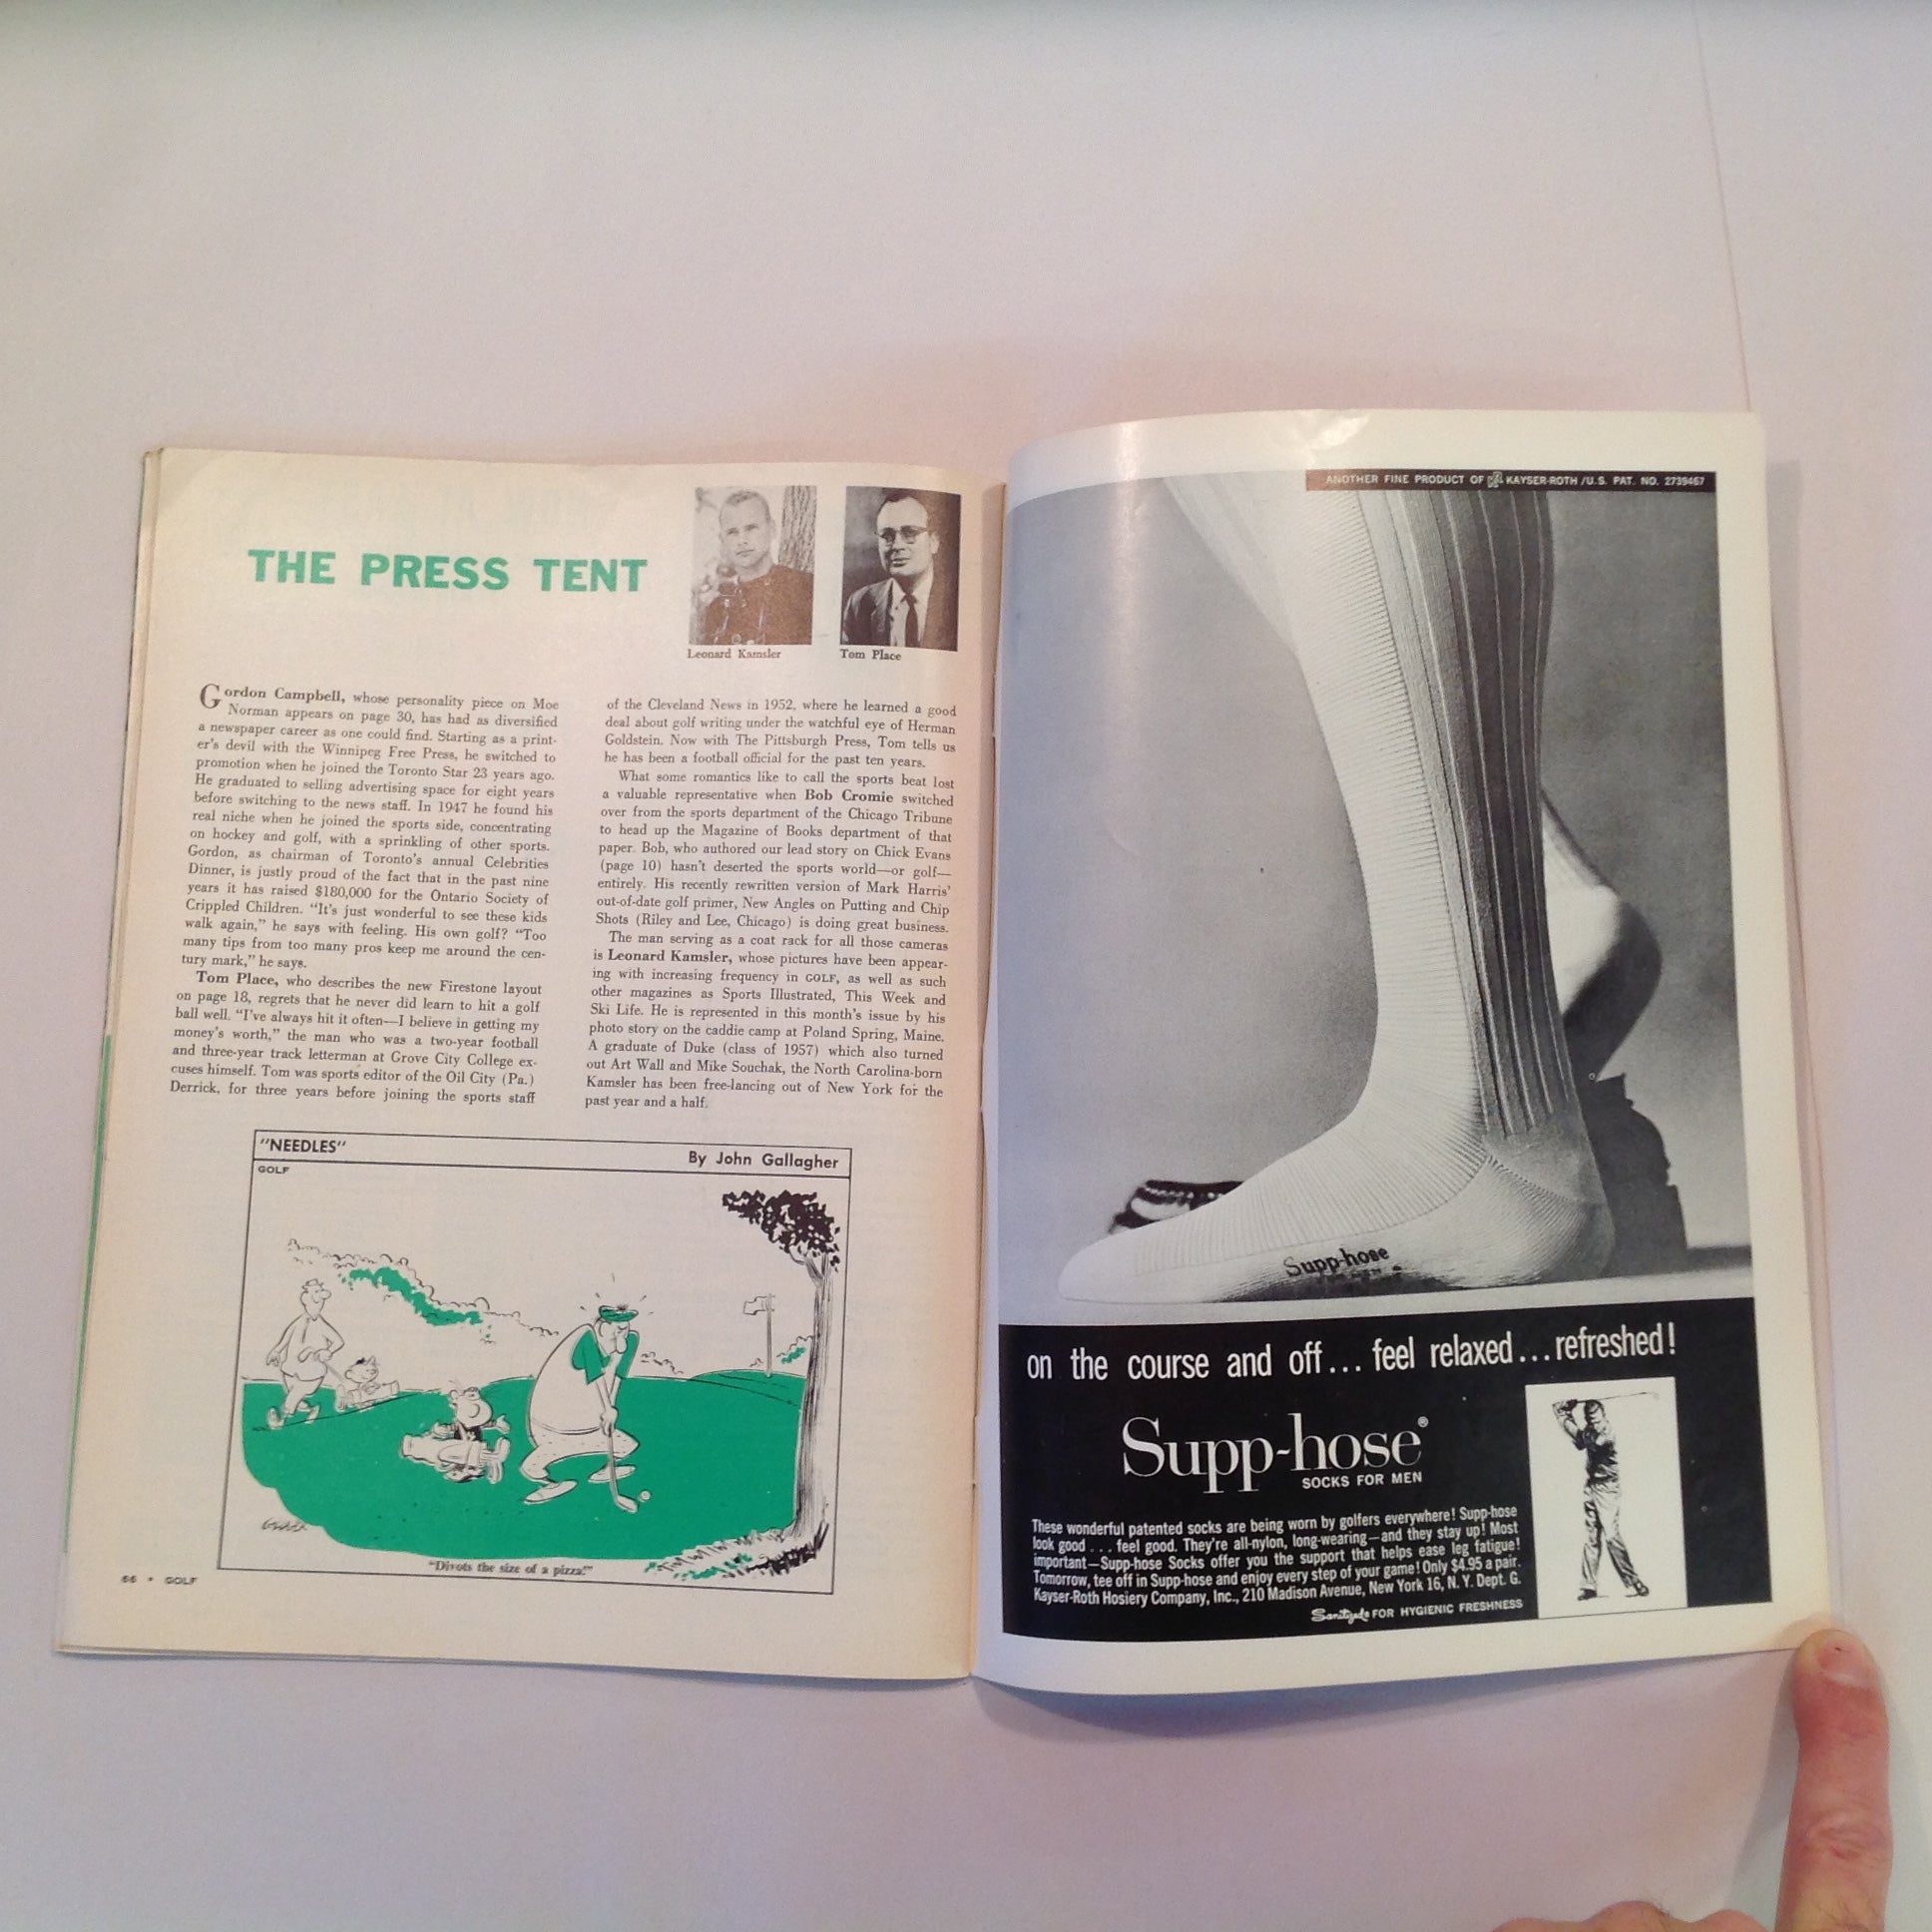 THE PRESS TENT
Leonard Kamsler
Tom Place
Gordon Campbell, whose personality piece on Moe
Norman appears on page 30, has had as diversified
a newspaper career as one could find. Starting as a print-
er's devil with the Winnipeg Free Press, he switched to
promotion when he joined the Toronto Star 23 years ago.
He graduated to selling advertising space for eight years
before switching to the news staff. In 1947 he found his
real niche when he joined the sports side, concentrating
on hockey and golf, with a sprinkling of other sports.
Gordon, as chairman of Toronto's annual Celebrities
Dinner, is justly proud of the fact that in the past nine
years it has raised $180,000 for the Ontario Society of
Crippled Children. "It's just wonderful to see these kids
walk again," he says with feeling. His own golf? "Too
many tips from too many pros keep me around the cen-
tury mark," he says.
Tom Place, who describes the new Firestone layout
on page 18, regrets that he never did learn to hit a golf
ball well. "I've always hit it often—I believe in getting my
money's worth," the man who was a two-year football
and three-year track letterman at Grove City College ex-
cuses himself. Tom was sports editor of the Oil City (Pa.)
Derrick, for three years before joining the sports staff
of the Cleveland News in 1952, where he learned a good
deal about golf writing under the watchful eye of Herman
Goldstein. Now with The Pittsburgh Press, Tom tells us
he has been a football official for the past ten years.
What some romantics like to call the sports beat lost
a valuable representative when Bob Cromie switched
over from the sports department of the Chicago Tribune
to head up the Magazine of Books department of that
paper. Bob, who authored our lead story on Chick Evans
(page 10) hasn't deserted the sports world—or golf—
entirely. His recently rewritten version of Mark Harris'
out-of-date golf primer, New Angles on Putting and Chip
Shots (Riley and Lee, Chicago) is doing great business.
The man serving as a coat rack for all those cameras
is Leonard Kamsler, whose pictures have been appear-
ing with increasing frequency in GOLF, as well as such
other magazines as Sports Illustrated, This Week and
Ski Life. He is represented in this month's issue by his
photo story on the caddie camp at Poland Spring, Maine.
A graduate of Duke (class of 1957) which also turned
out Art Wall and Mike Souchak, the North Carolina-born
Kamsler has been free-lancing out of New York for the
past year and a half.
"NEEDLES"
By John Gallagher
GOLF
"Divots the size of a pizza!"
66 • GOLF
ANOTHER FINE PRODUCT OF KAYSER-ROTH /U.S. PAT. NO. 2739467
Supp-hose
on the course and off... feel relaxed...refreshed!
Supp-hose®
SOCKS FOR MEN
These wonderful patented socks are being worn by golfers everywhere! Supp-hose
look good ... feel good. They're all-nylon, long-wearing—and they stay up! Most
important—Supp-hose Socks offer you the support that helps ease leg fatigue!
Tomorrow, tee off in Supp-hose and enjoy every step of your game! Only $4.95 a pair.
Kayser-Roth Hosiery Company, Inc., 210 Madison Avenue, New York 16, N. Y. Dept. G.
Sanitized® FOR HYGIENIC FRESHNESS